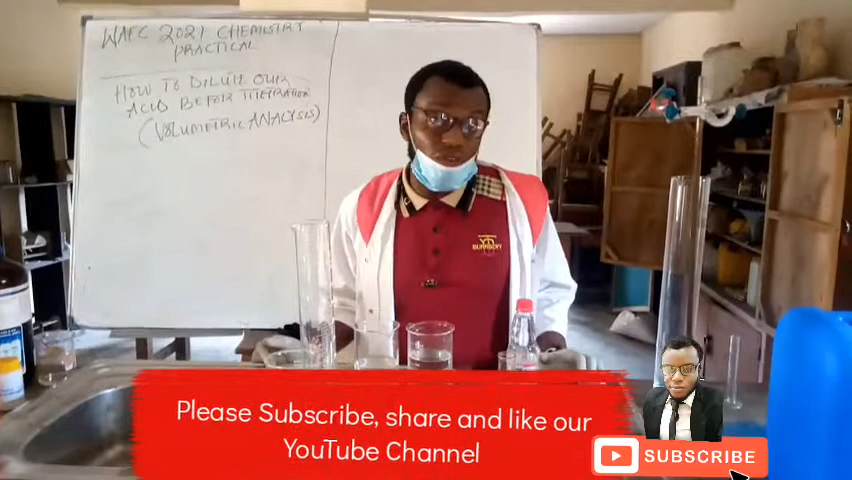 WAEC 2021 CHEMISTRY
PRACTICAL
HOW TO DILUTE OUR
ACID BEFOR TITRATION
(VOLUMETRIC ANALYSIS)
Please Subscribe, share and like our
YouTube Channel
SUBSCRIBE